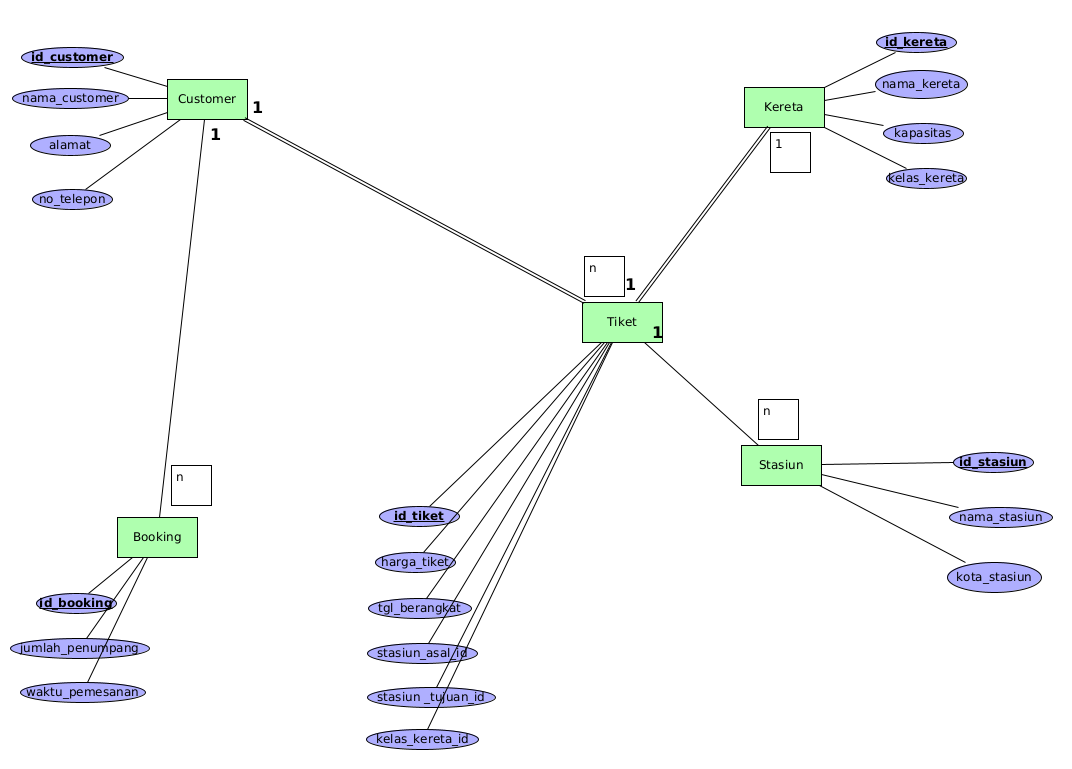 id_customer
nama_customer
alamat
no_telepon
Customer
1
1
id_kereta
nama_kereta
kapasitas
kelas_kereta
Kereta
1
n
1
Tiket
1
n
Stasiun
id_stasiun
nama_stasiun
kota_stasiun
n
Booking
id_booking
jumlah_penumpang
waktu_pemesanan
id_tiket
harga_tiket
tgl_berangkat
stasiun_asal_id
stasiun _tujuan_id
kelas_kereta_id